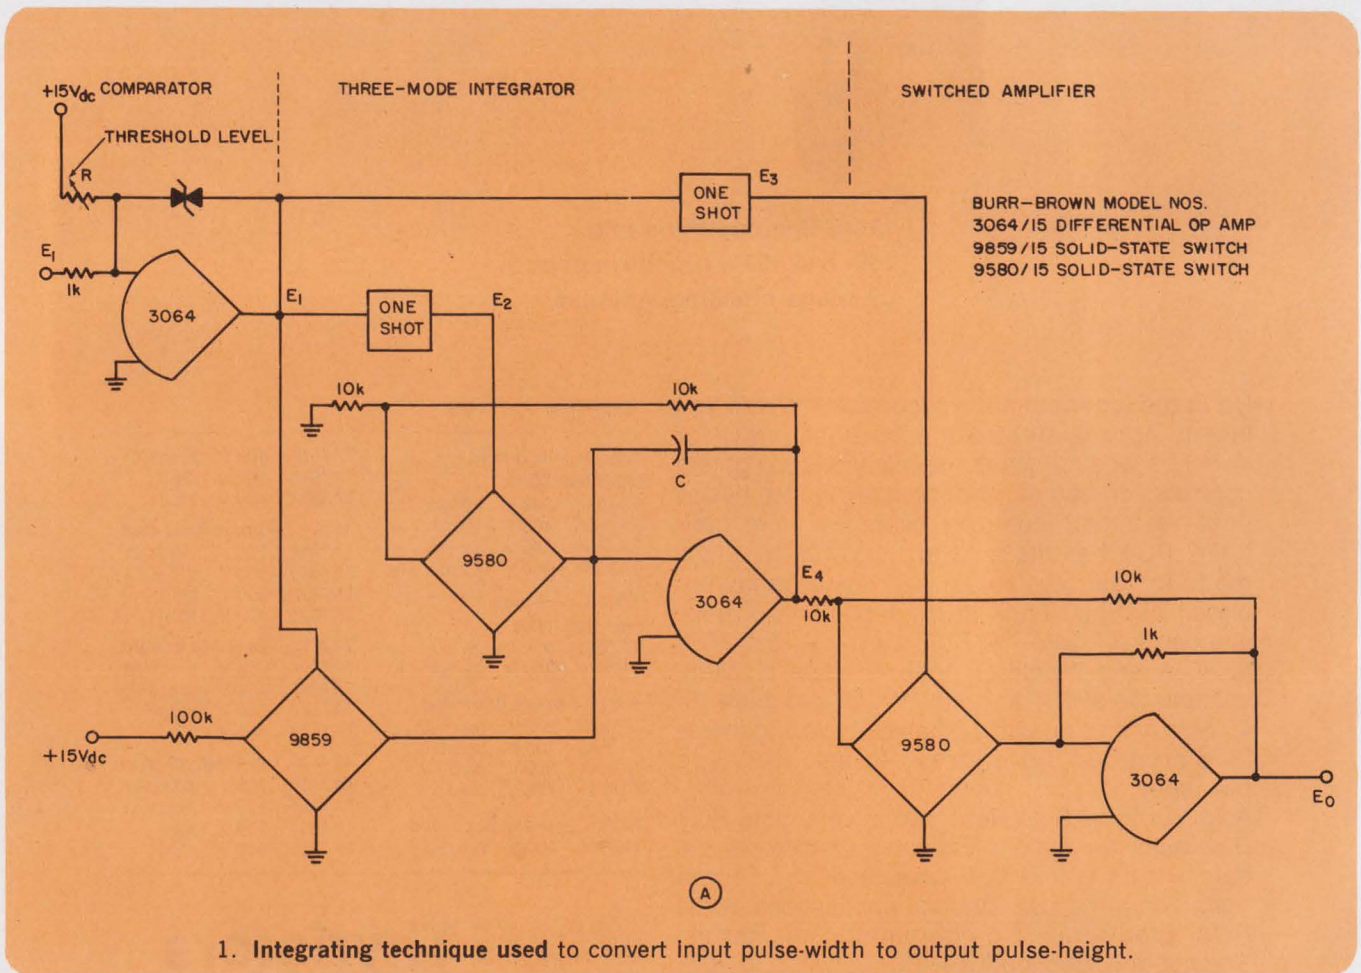 +15Vdc COMPARATOR
THREE-MODE INTEGRATOR
SWITCHED AMPLIFIER
THRESHOLD LEVEL
R
ONE
SHOT
E3
BURR-BROWN MODEL NOS.
3064/15 DIFFERENTIAL OP AMP
9859/15 SOLID-STATE SWITCH
9580/15 SOLID-STATE SWITCH
EI
1k
3064
E1
ONE
SHOT
E2
10k
10k
C
9580
3064
E4
10k
10k
1k
+15Vdc
100k
9859
9580
3064
EO
A
1. Integrating technique used to convert input pulse-width to output pulse-height.